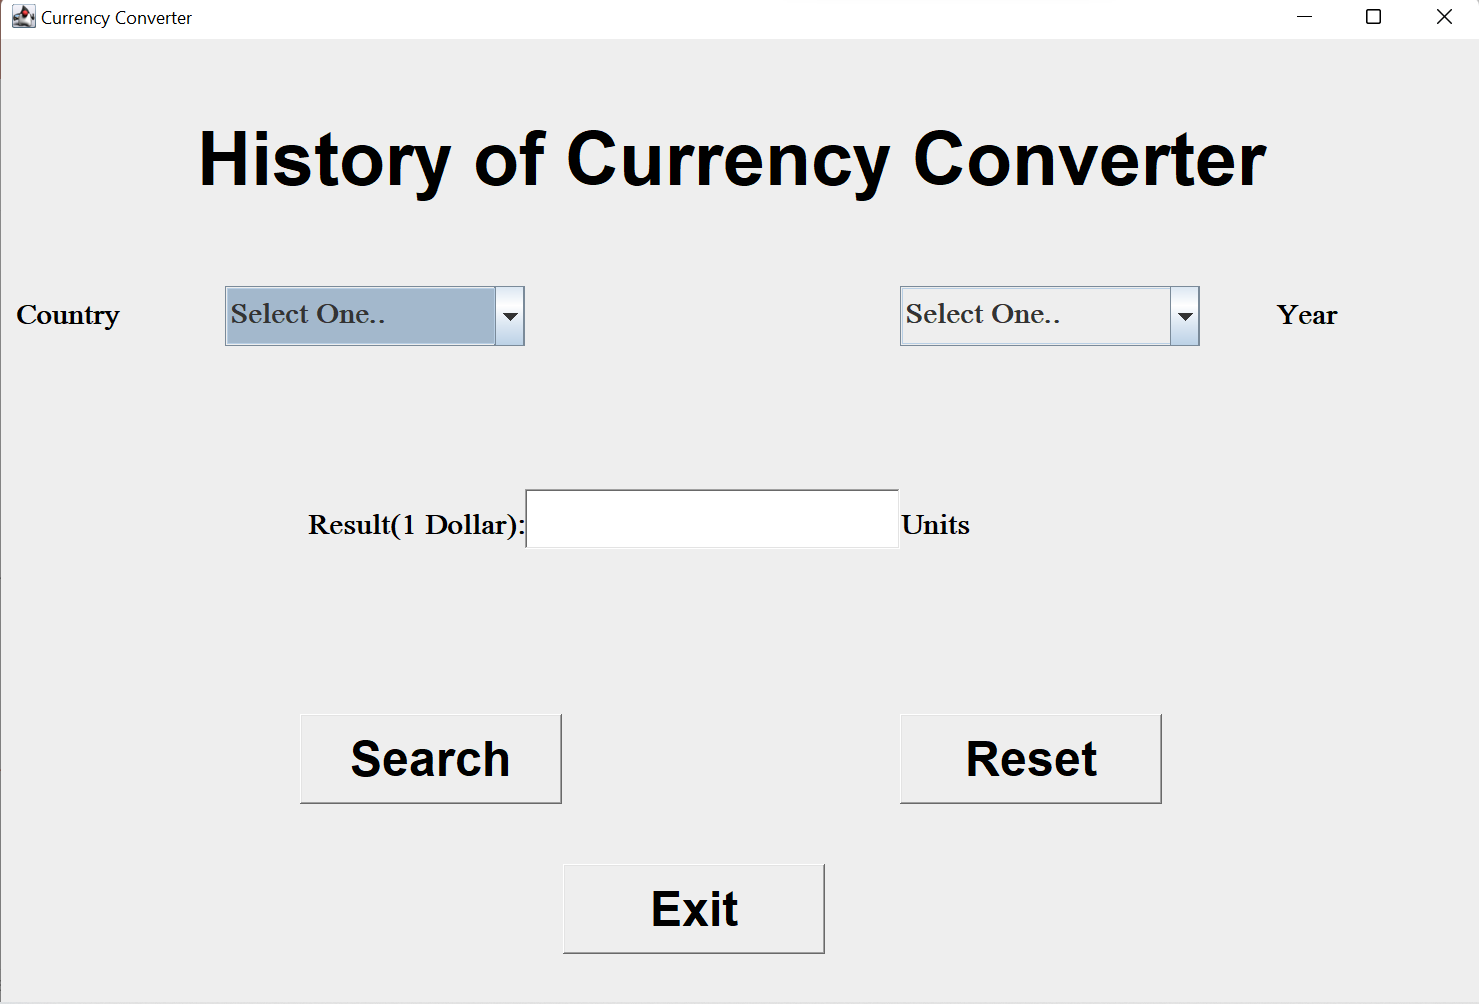 Currency Converter
History of Currency Converter
Country Select One.. Select One.. Year
Result(1 Dollar): Units
Search Reset
Exit